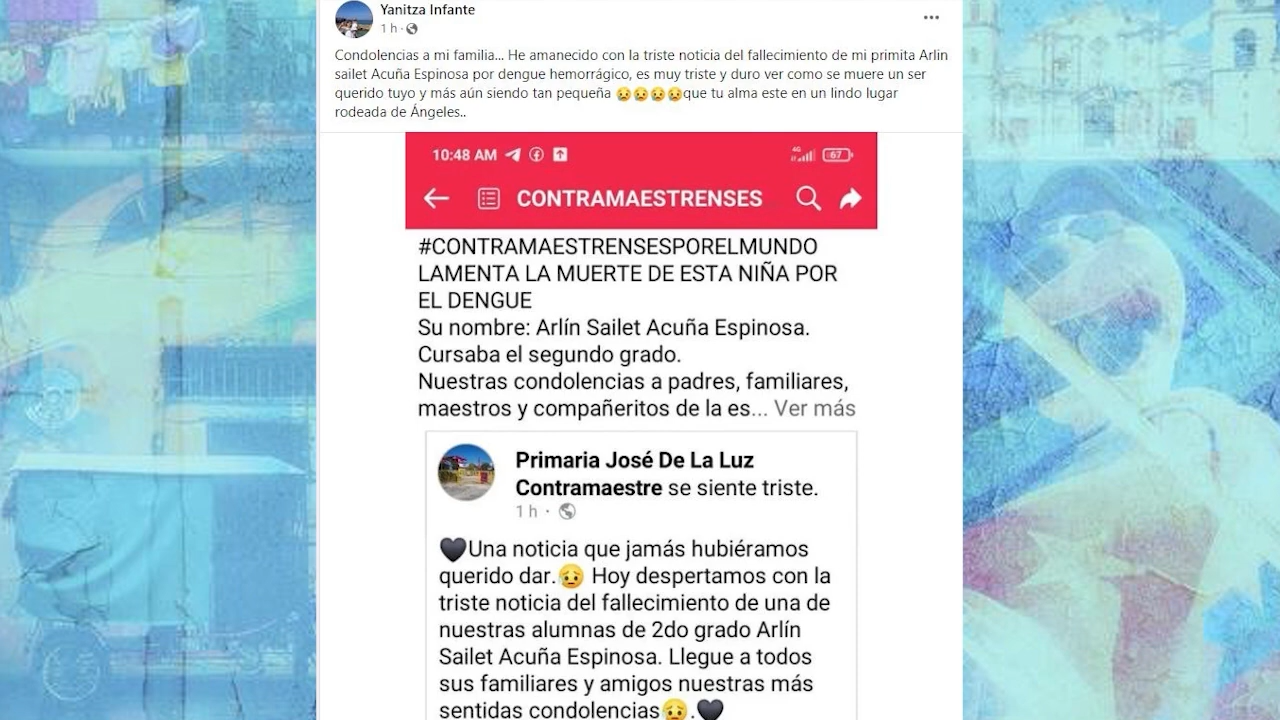 Yanitza Infante
1 h ·
Condolencias a mi familia... He amanecido con la triste noticia del fallecimiento de mi primita Arlin
sailet Acuña Espinosa por dengue hemorrágico, es muy triste y duro ver como se muere un ser
querido tuyo y más aún siendo tan pequeña 😥😥😥😥que tu alma este en un lindo lugar
rodeada de Ángeles..
10:48 AM 4G 67
CONTRAMAESTRENSES
#CONTRAMAESTRENSESPORELMUNDO
LAMENTA LA MUERTE DE ESTA NIÑA POR
EL DENGUE
Su nombre: Arlín Sailet Acuña Espinosa.
Cursaba el segundo grado.
Nuestras condolencias a padres, familiares,
maestros y compañeritos de la es... Ver más
Primaria José De La Luz
Contramaestre se siente triste.
1 h ·
🖤Una noticia que jamás hubiéramos
querido dar.😥 Hoy despertamos con la
triste noticia del fallecimiento de una de
nuestras alumnas de 2do grado Arlín
Sailet Acuña Espinosa. Llegue a todos
sus familiares y amigos nuestras más
sentidas condolencias😥.🖤